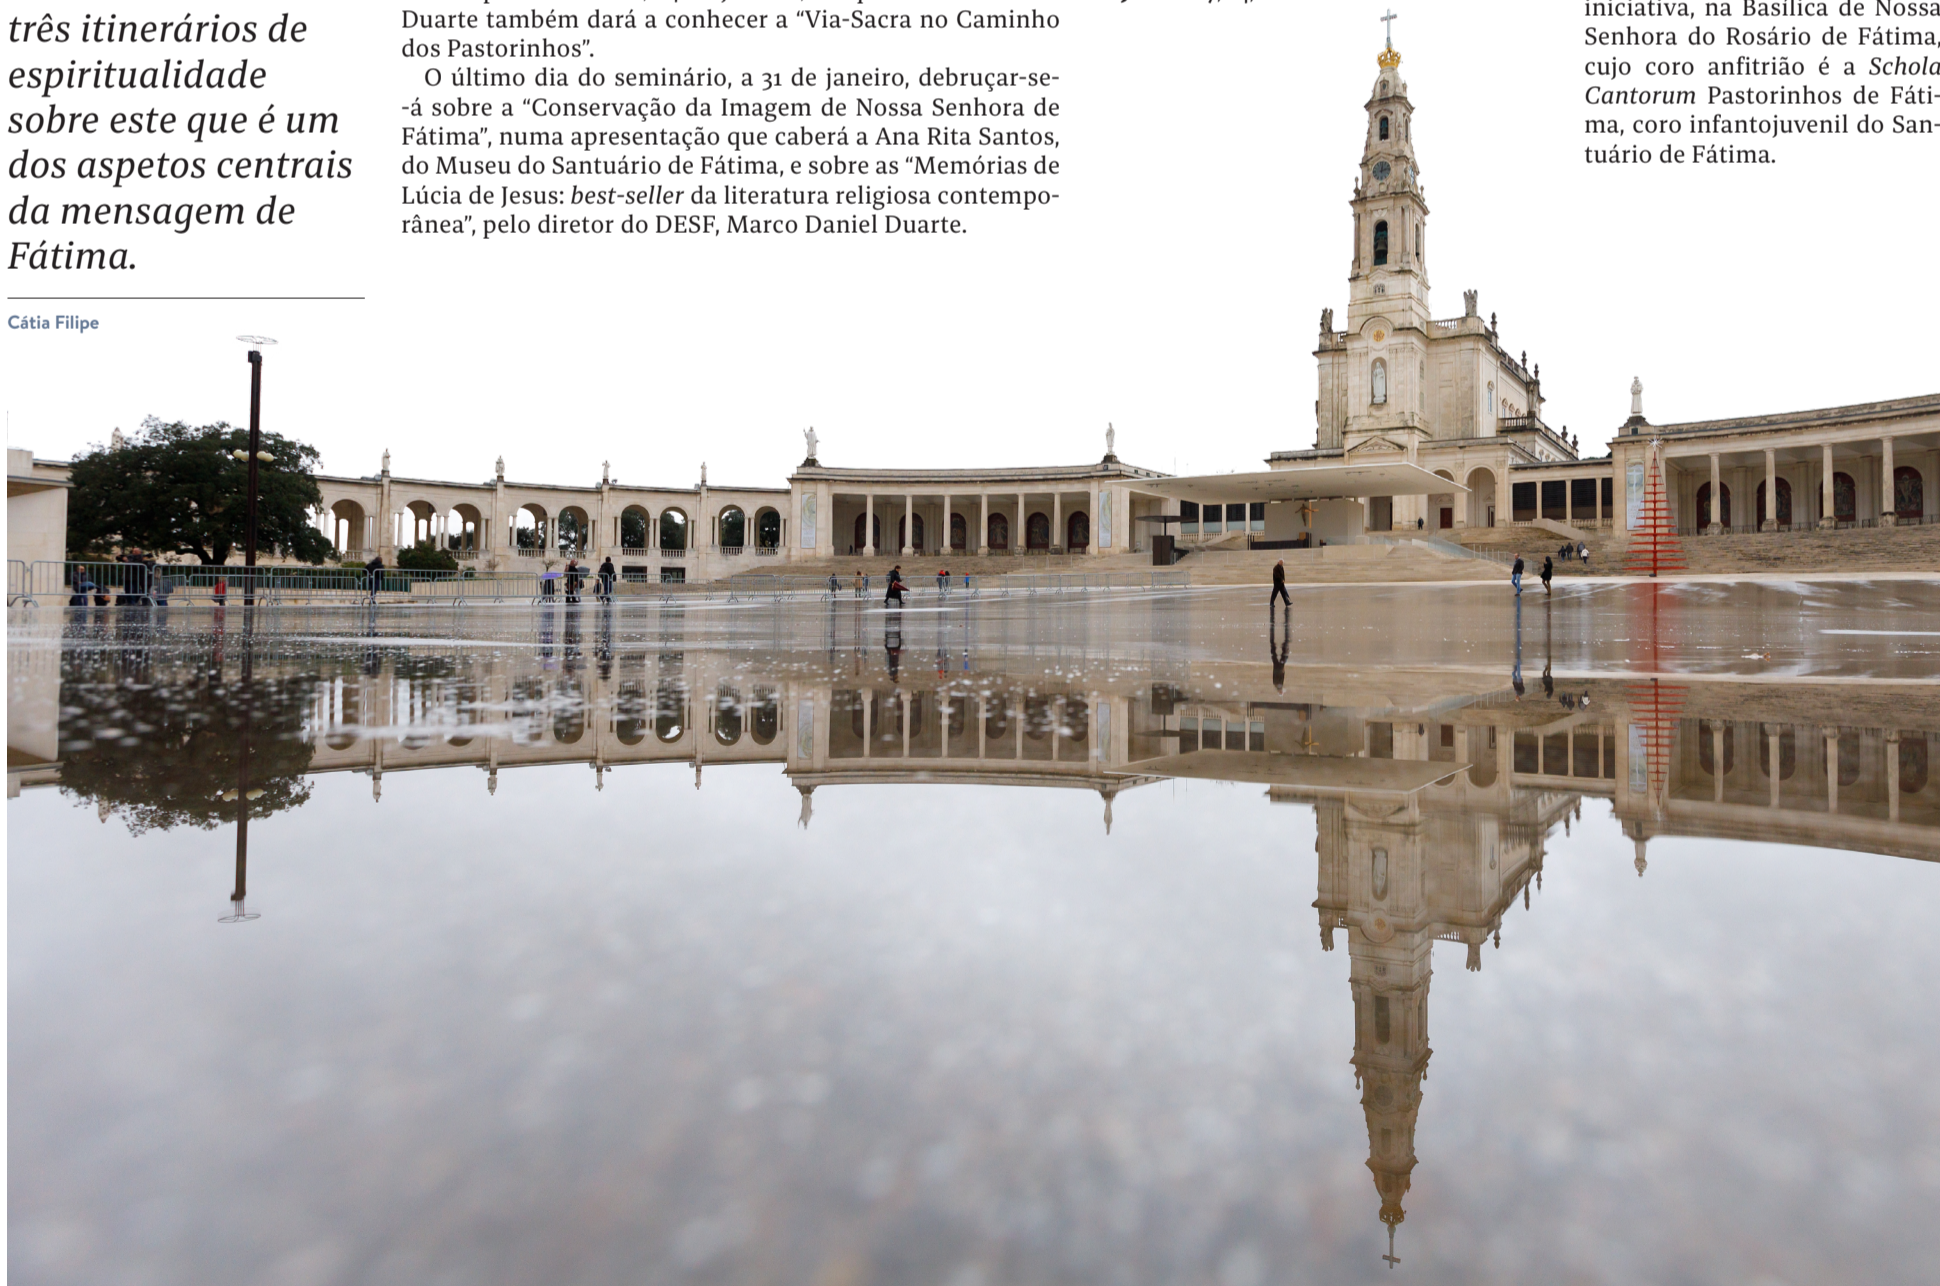 três itinerários de
espiritualidade
sobre este que é um
dos aspetos centrais
da mensagem de
Fátima.
Cátia Filipe
Duarte também dará a conhecer a “Via-Sacra no Caminho
dos Pastorinhos”.
O último dia do seminário, a 31 de janeiro, debruçar-se-
-á sobre a “Conservação da Imagem de Nossa Senhora de
Fátima”, numa apresentação que caberá a Ana Rita Santos,
do Museu do Santuário de Fátima, e sobre as “Memórias de
Lúcia de Jesus: best-seller da literatura religiosa contempo-
rânea”, pelo diretor do DESF, Marco Daniel Duarte.
iniciativa, na Basílica de Nossa
Senhora do Rosário de Fátima,
cujo coro anfitrião é a Schola
Cantorum Pastorinhos de Fáti-
ma, coro infantojuvenil do San-
tuário de Fátima.